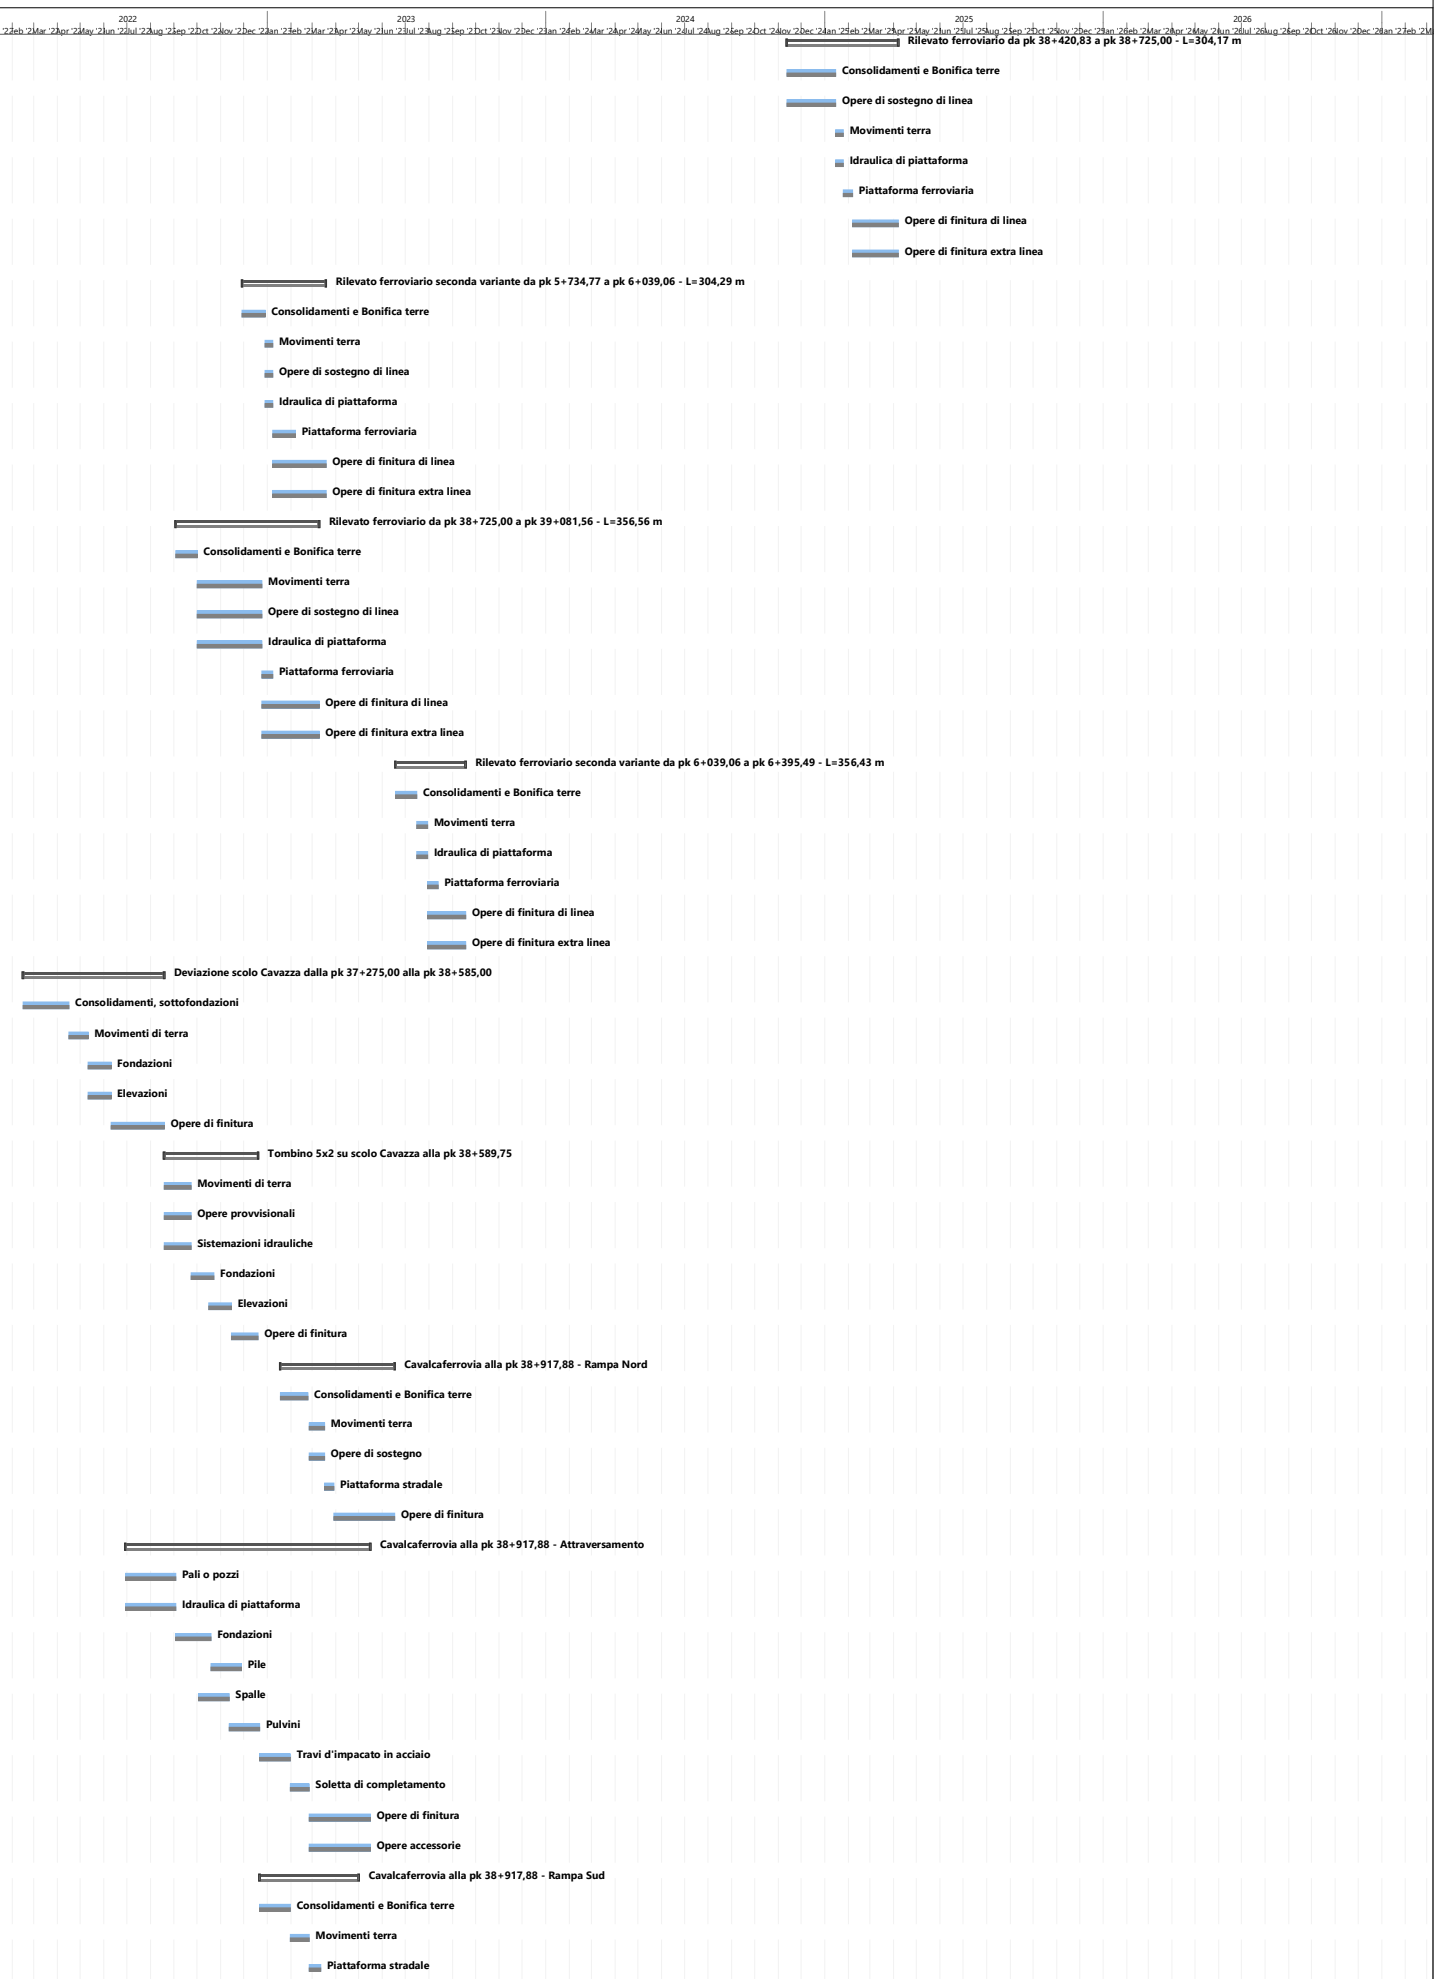 2022 2023 2024 2025 2026
Rilevato ferroviario da pk 38+420,83 a pk 38+725,00 - L=304,17 m
Consolidamenti e Bonifica terre
Opere di sostegno di linea
Movimenti terra
Idraulica di piattaforma
Piattaforma ferroviaria
Opere di finitura di linea
Opere di finitura extra linea
Rilevato ferroviario seconda variante da pk 5+734,77 a pk 6+039,06 - L=304,29 m
Consolidamenti e Bonifica terre
Movimenti terra
Opere di sostegno di linea
Idraulica di piattaforma
Piattaforma ferroviaria
Opere di finitura di linea
Opere di finitura extra linea
Rilevato ferroviario da pk 38+725,00 a pk 39+081,56 - L=356,56 m
Consolidamenti e Bonifica terre
Movimenti terra
Opere di sostegno di linea
Idraulica di piattaforma
Piattaforma ferroviaria
Opere di finitura di linea
Opere di finitura extra linea
Rilevato ferroviario seconda variante da pk 6+039,06 a pk 6+395,49 - L=356,43 m
Consolidamenti e Bonifica terre
Movimenti terra
Idraulica di piattaforma
Piattaforma ferroviaria
Opere di finitura di linea
Opere di finitura extra linea
Deviazione scolo Cavazza dalla pk 37+275,00 alla pk 38+585,00
Consolidamenti, sottofondazioni
Movimenti di terra
Fondazioni
Elevazioni
Opere di finitura
Tombino 5x2 su scolo Cavazza alla pk 38+589,75
Movimenti di terra
Opere provvisionali
Sistemazioni idrauliche
Fondazioni
Elevazioni
Opere di finitura
Cavalcaferrovia alla pk 38+917,88 - Rampa Nord
Consolidamenti e Bonifica terre
Movimenti terra
Opere di sostegno
Piattaforma stradale
Opere di finitura
Cavalcaferrovia alla pk 38+917,88 - Attraversamento
Pali o pozzi
Idraulica di piattaforma
Fondazioni
Pile
Spalle
Pulvini
Travi d'impacato in acciaio
Soletta di completamento
Opere di finitura
Opere accessorie
Cavalcaferrovia alla pk 38+917,88 - Rampa Sud
Consolidamenti e Bonifica terre
Movimenti terra
Piattaforma stradale